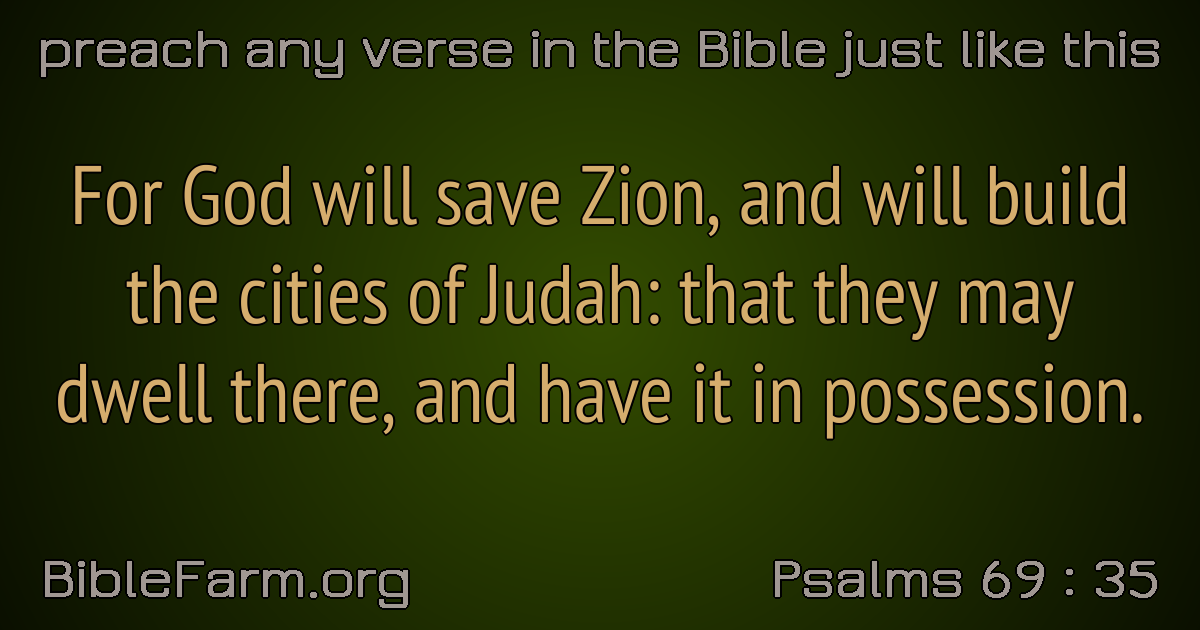 preach any verse in the Bible just like this
For God will save Zion, and will build
the cities of Judah: that they may
dwell there, and have it in possession.
BibleFarm.org
Psalms 69 : 35